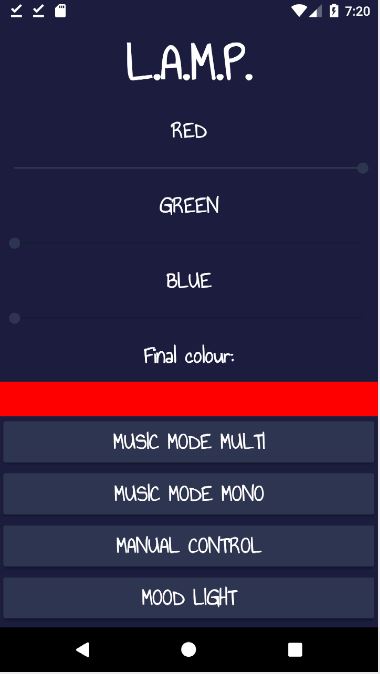 7:20
L.A.M.P.
RED
GREEN
BLUE
Final colour:
MUSIC MODE MULTI
MUSIC MODE MONO
MANUAL CONTROL
MOOD LIGHT